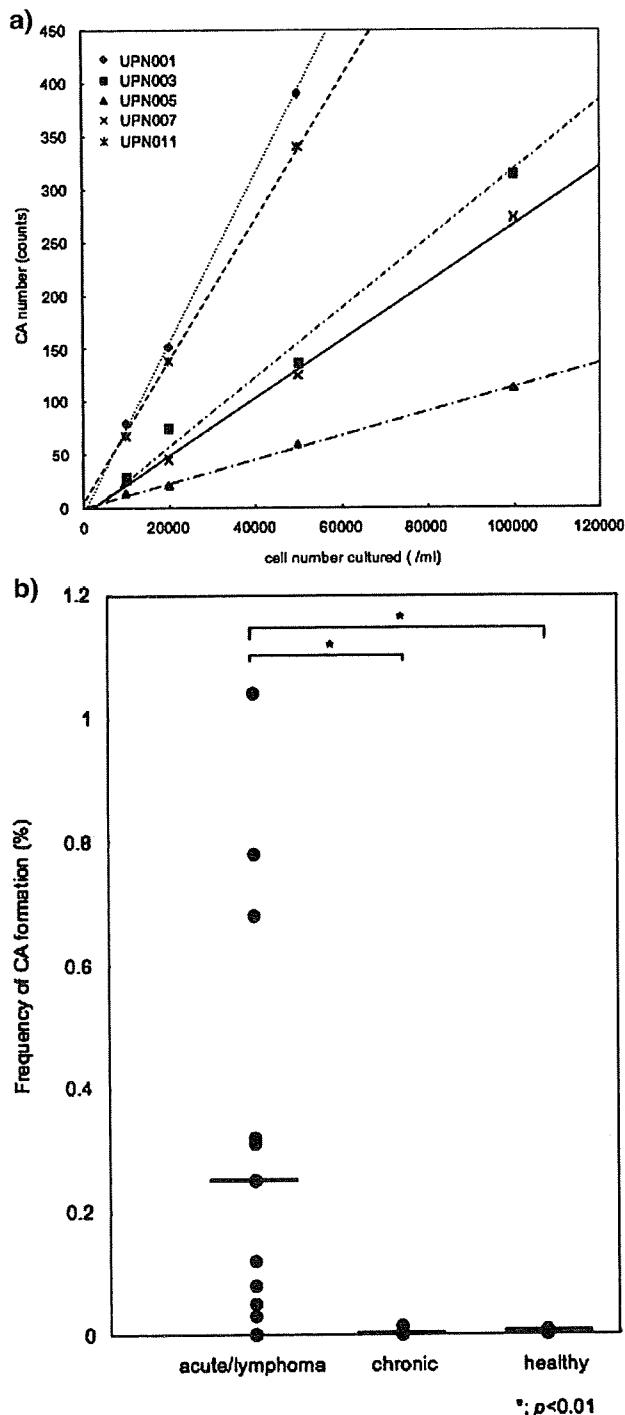 a)
450
400
350
300
250
200
150
100
50
0
CA number (counts)
UPN001
UPN003
UPN005
UPN007
UPN011
0 20000 40000 60000 80000 100000 120000
cell number cultured ( /ml)
b)
1.2
1
0.8
0.6
0.4
0.2
0
Frequency of CA formation (%)
*
*
acute/lymphoma chronic healthy
*; p<0.01